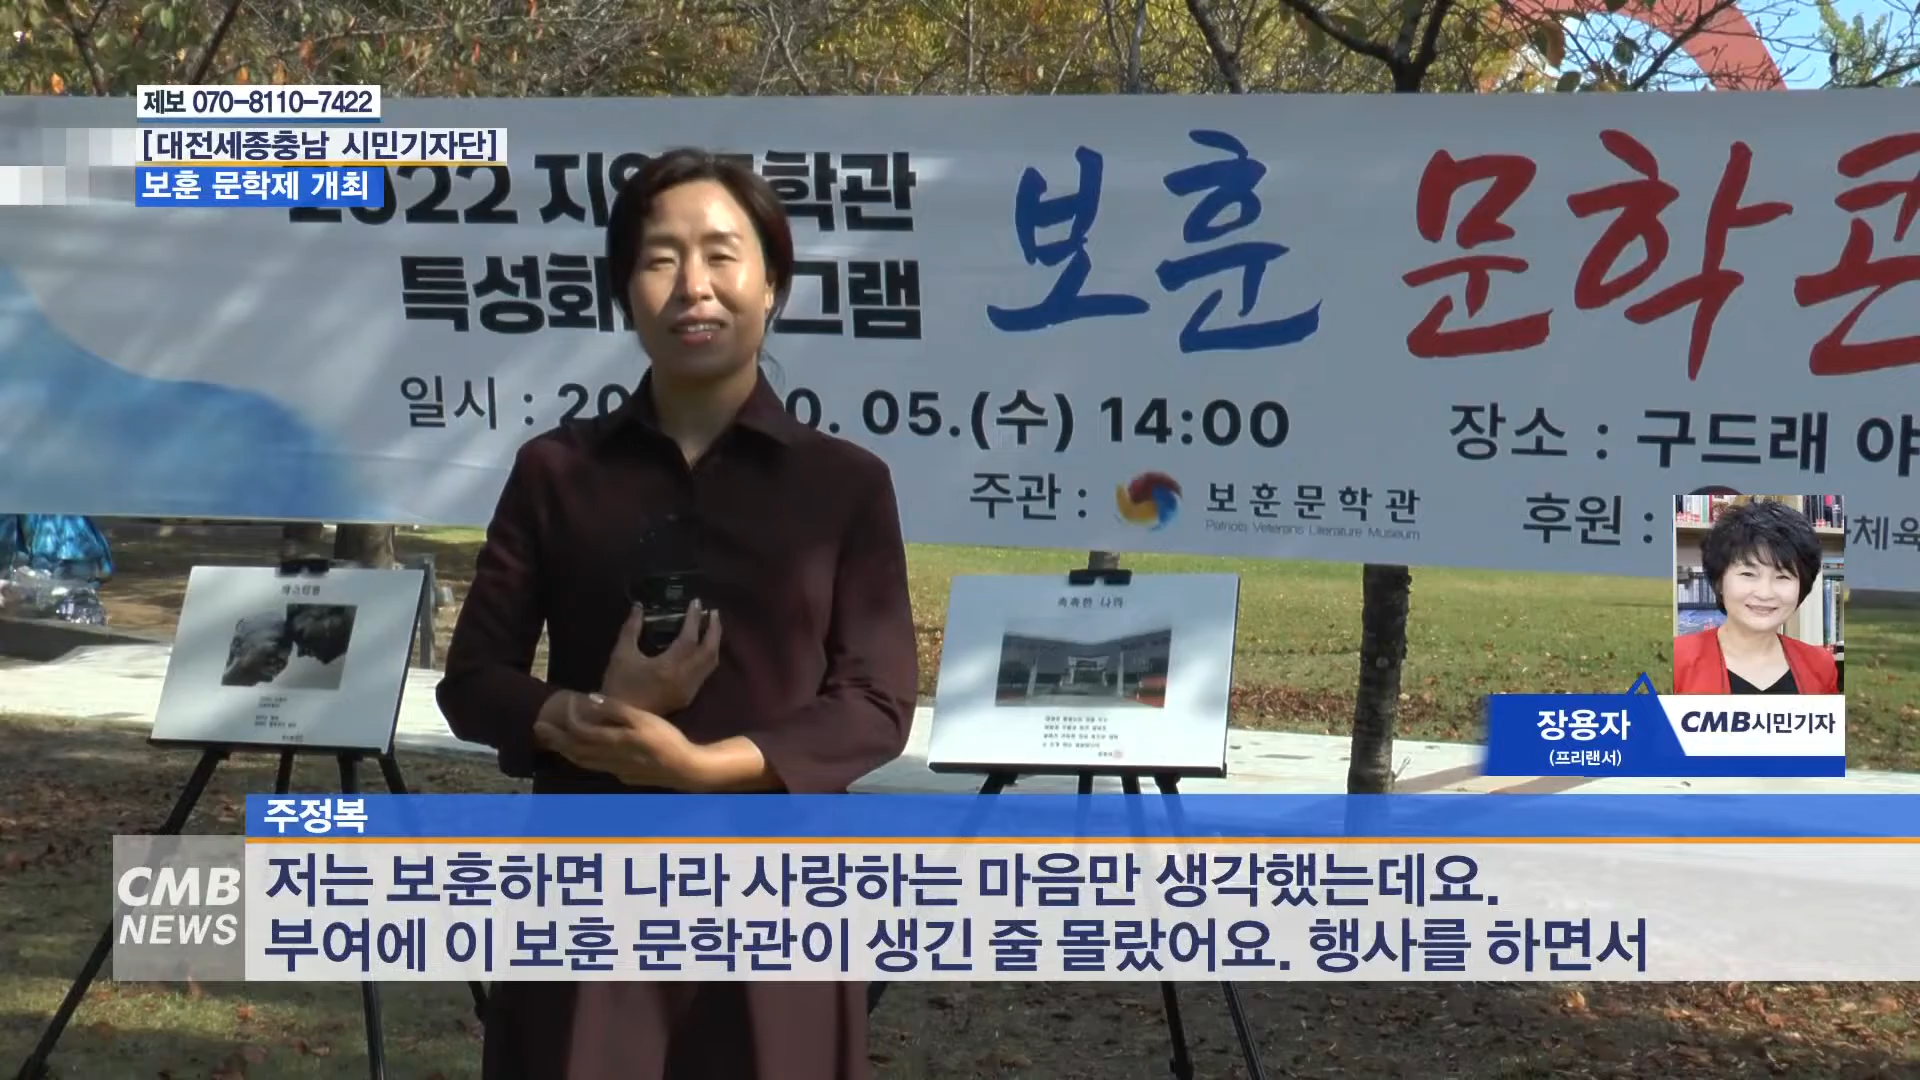 제보 070-8110-7422
[대전세종충남 시민기자단]
보훈 문학제 개최
2022 지역문학관
특성화 그램
보훈 문학관
일시 : 20 0. 05.(수) 14:00
장소 : 구드래 야
주관 : 보훈문학관
Patriots Veterans Literature Museum
후원 : 체육
촉촉한 나라
장용자
(프리랜서)
CMB시민기자
주정복
CMB
NEWS
저는 보훈하면 나라 사랑하는 마음만 생각했는데요.
부여에 이 보훈 문학관이 생긴 줄 몰랐어요. 행사를 하면서